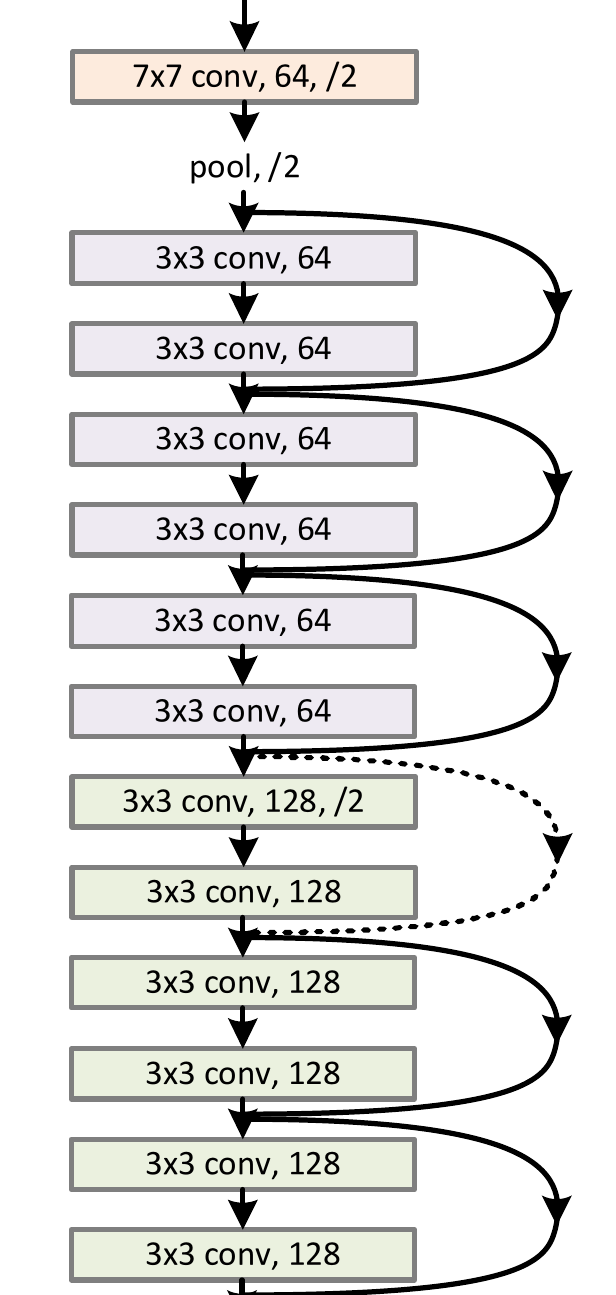 7x7 conv, 64, /2
pool, /2
3x3 conv, 64
3x3 conv, 64
3x3 conv, 64
3x3 conv, 64
3x3 conv, 64
3x3 conv, 64
3x3 conv, 128, /2
3x3 conv, 128
3x3 conv, 128
3x3 conv, 128
3x3 conv, 128
3x3 conv, 128